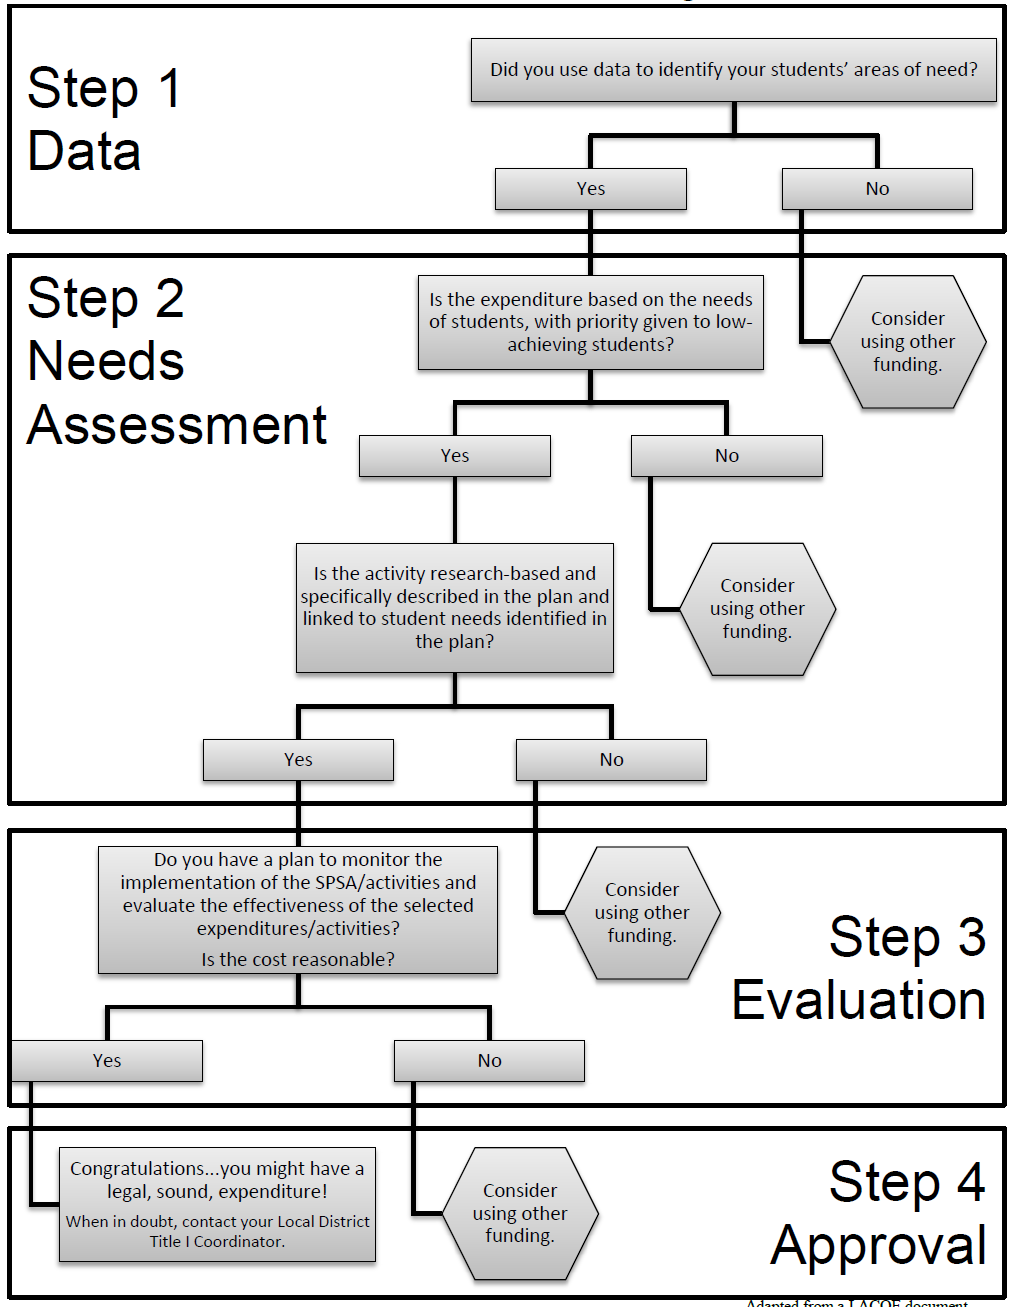 Step 1
Data
Did you use data to identify your students’ areas of need?
Yes
No
Step 2
Needs
Assessment
Is the expenditure based on the needs
of students, with priority given to low-
achieving students?
Consider
using other
funding.
Yes
No
Is the activity research-based and
specifically described in the plan and
linked to student needs identified in
the plan?
Consider
using other
funding.
Yes
No
Do you have a plan to monitor the
implementation of the SPSA/activities and
evaluate the effectiveness of the selected
expenditures/activities?
Is the cost reasonable?
Consider
using other
funding.
Step 3
Evaluation
Yes
No
Congratulations...you might have a
legal, sound, expenditure!
When in doubt, contact your Local District
Title I Coordinator.
Consider
using other
funding.
Step 4
Approval
Adapted from a LACOE document